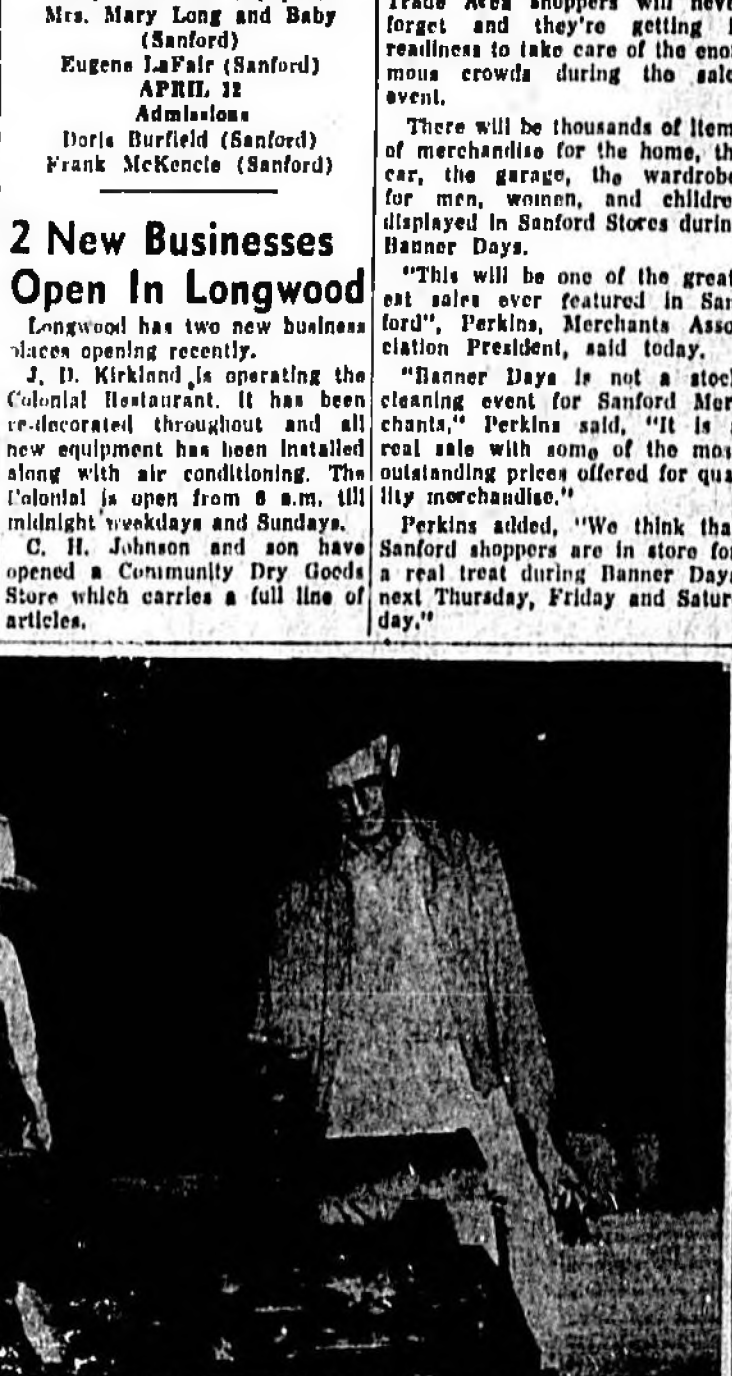 Mrs. Mary Long and Baby
(Sanford)
Eugene LaFair (Sanford)
APRIL 12
Admissions
Doris Burfield (Sanford)
Frank McKencie (Sanford)
2 New Businesses
Open In Longwood
Longwood has two new business
places opening recently.
J. D. Kirkland is operating the
Colonial Restaurant. It has been
re-decorated throughout and all
new equipment has been installed
along with air conditioning. The
Colonial is open from 6 a.m. till
midnight weekdays and Sundays.
C. H. Johnson and son have
opened a Community Dry Goods
Store which carries a full line of
articles.
Trade Area shoppers will neve
forget and they're getting
readiness to take care of the enor
mous crowds during the sale
event.
There will be thousands of item
of merchandise for the home, th
car, the garage, the wardrobe
for men, women, and childre
displayed in Sanford Stores durin
Banner Days.
"This will be one of the great-
est sales ever featured in San
ford", Perkins, Merchants Asso
ciation President, said today.
"Banner Days is not a stock
cleaning event for Sanford Mer
chants," Perkins said, "It is
real sale with some of the mos
outstanding prices offered for qua
lity merchandise."
Perkins added, "We think tha
Sanford shoppers are in store fo
a real treat during Banner Days
next Thursday, Friday and Satur
day."